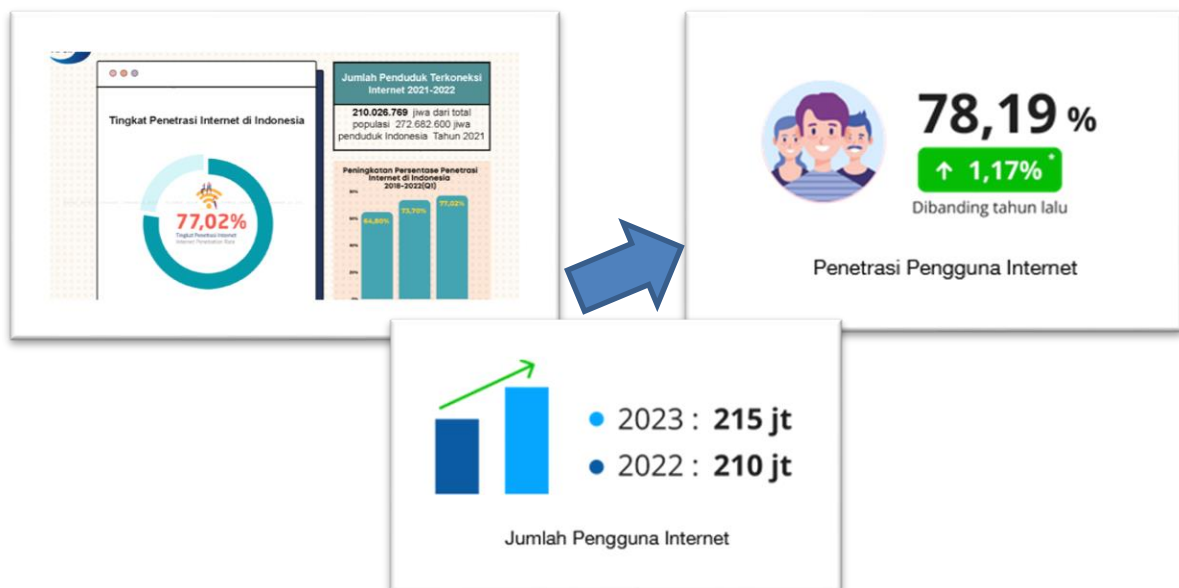 Tingkat Penetrasi Internet di Indonesia
77,02%
Tingkat Penetrasi Internet
Internet Penetration Rate
Jumlah Penduduk Terkoneksi
Internet 2021-2022
210.026.769 jiwa dari total
populasi 272.682.600 jiwa
penduduk Indonesia Tahun 2021
Peningkatan Persentase Penetrasi
Internet di Indonesia
2018-2022(Q1)
64,80%
73,70%
77,02%
78,19 %
↑ 1,17% *
Dibanding tahun lalu
Penetrasi Pengguna Internet
• 2023 : 215 jt
• 2022 : 210 jt
Jumlah Pengguna Internet